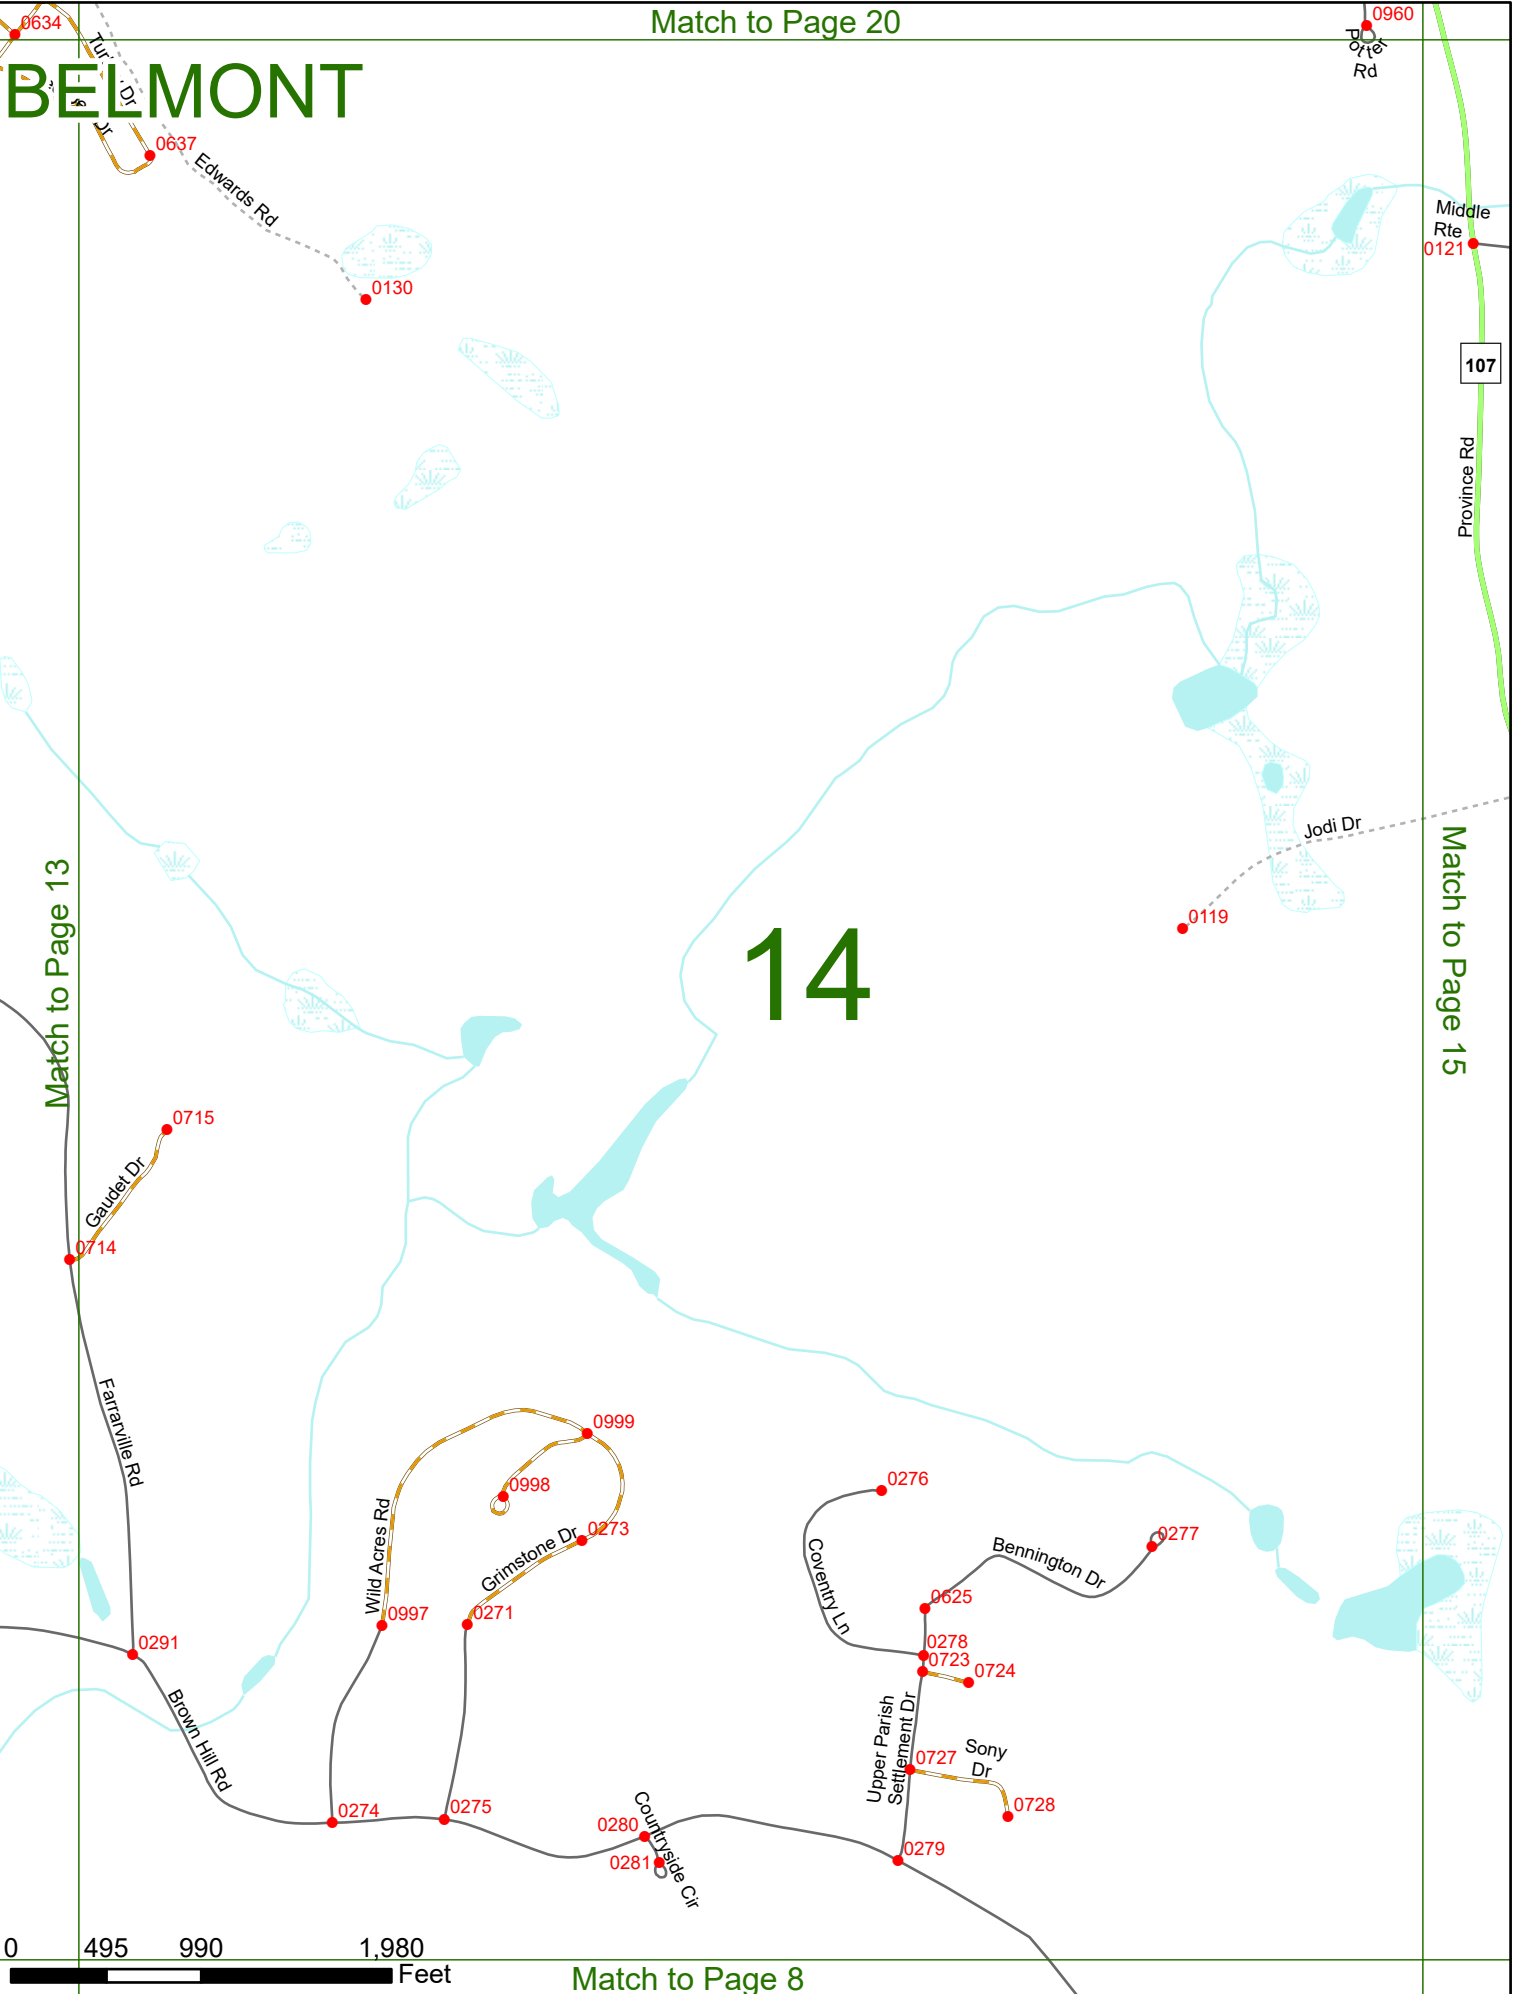 0634
Match to Page 20
0960
Potter
Rd
BELMONT
Dr
Dr
0637
Edwards Rd
Middle
Rte
0121
0130
107
Province Rd
Jodi Dr
Match to Page 13
Match to Page 15
0119
14
0715
Gaudet Dr
0714
Farrarville Rd
0999
0998
0276
Wild Acres Rd
Grimstone Dr
0273
Coventry Ln
Bennington Dr
0277
0997
0271
0625
0291
0278
0723
0724
Brown Hill Rd
Upper Parish
Settlement Dr
0727
Sony
Dr
0728
0274
0275
0280
Countryside Cir
0281
0279
0 495 990 1,980
Feet
Match to Page 8